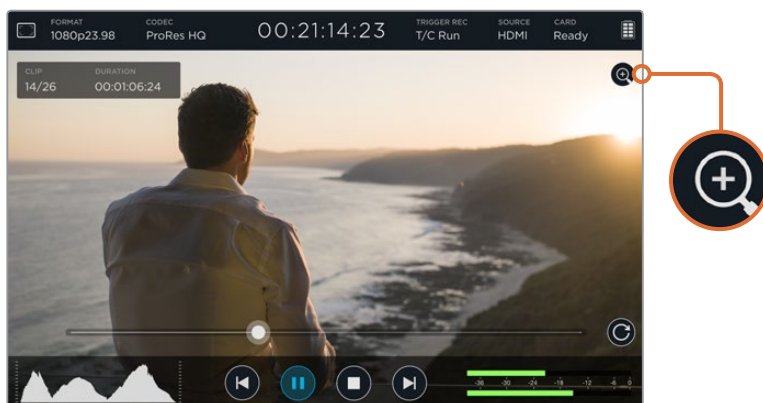 FORMAT CODEC TRIGGER REC SOURCE CARD
1080p23.98 ProRes HQ 00:21:14:23 T/C Run HDMI Ready
CLIP DURATION
14/26 00:01:06:24
-36 -30 -24 -18 -12 -6 0